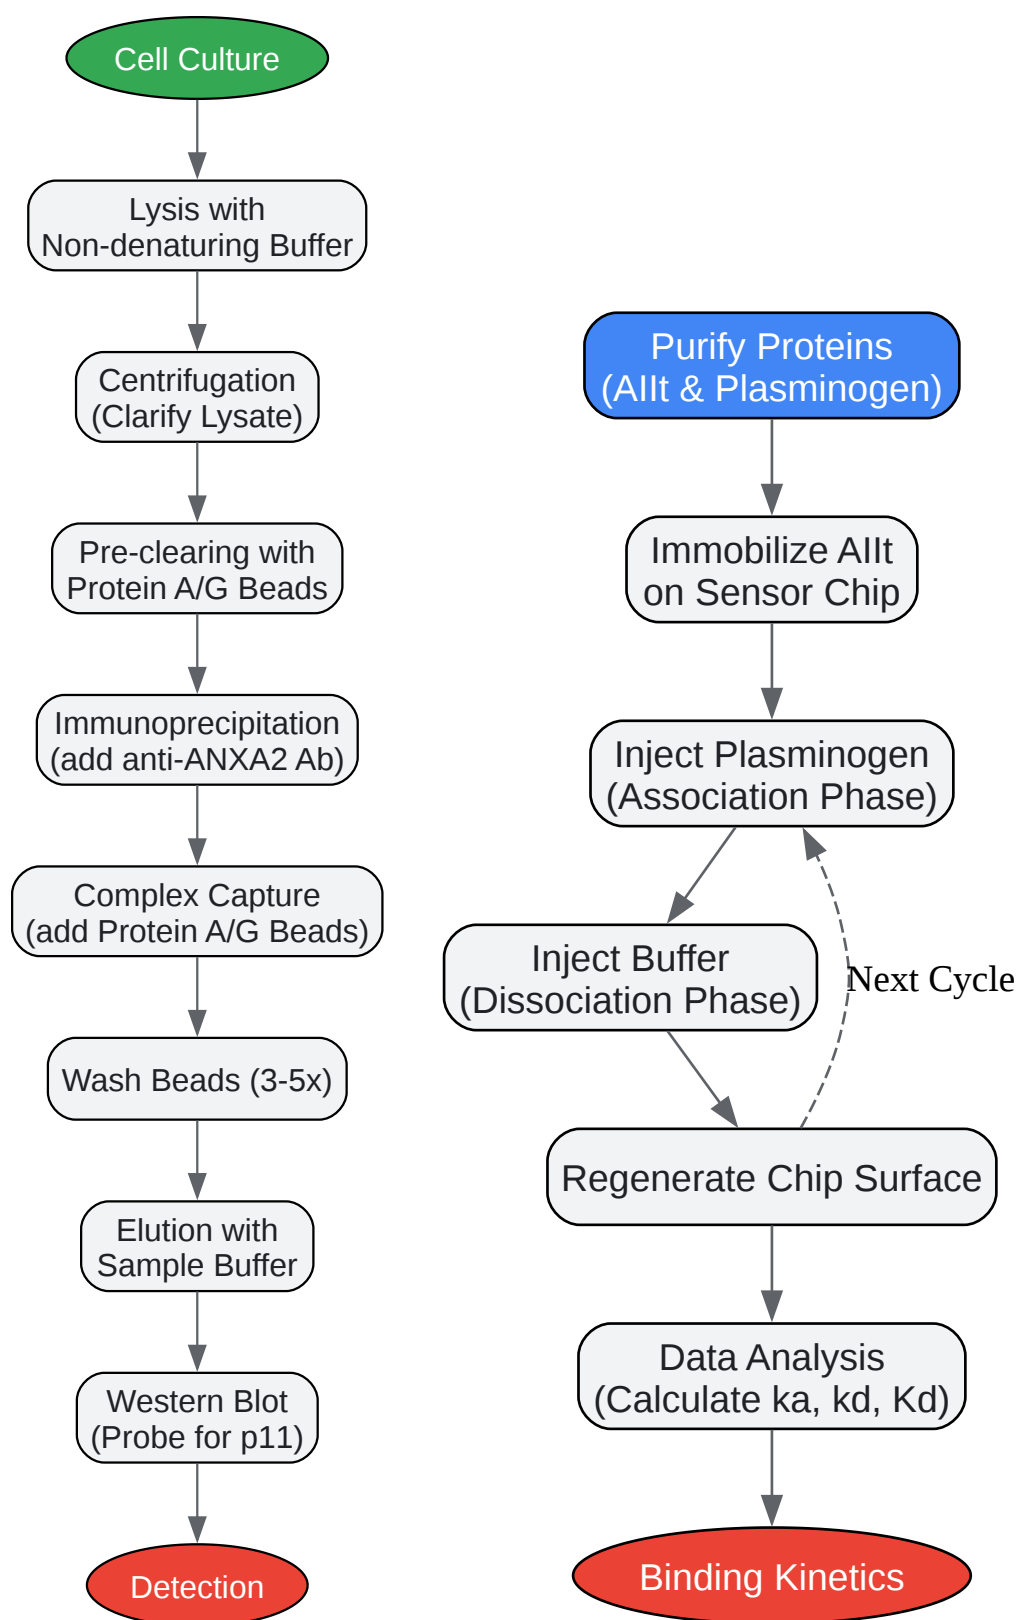 Cell Culture
Lysis with
Non-denaturing Buffer
Centrifugation
(Clarify Lysate)
Pre-clearing with
Protein A/G Beads
Immunoprecipitation
(add anti-ANXA2 Ab)
Complex Capture
(add Protein A/G Beads)
Wash Beads (3-5x)
Elution with
Sample Buffer
Western Blot
(Probe for p11)
Detection
Purify Proteins
(AIIt & Plasminogen)
Immobilize AIIt
on Sensor Chip
Inject Plasminogen
(Association Phase)
Inject Buffer
(Dissociation Phase)
Next Cycle
Regenerate Chip Surface
Data Analysis
(Calculate ka, kd, Kd)
Binding Kinetics